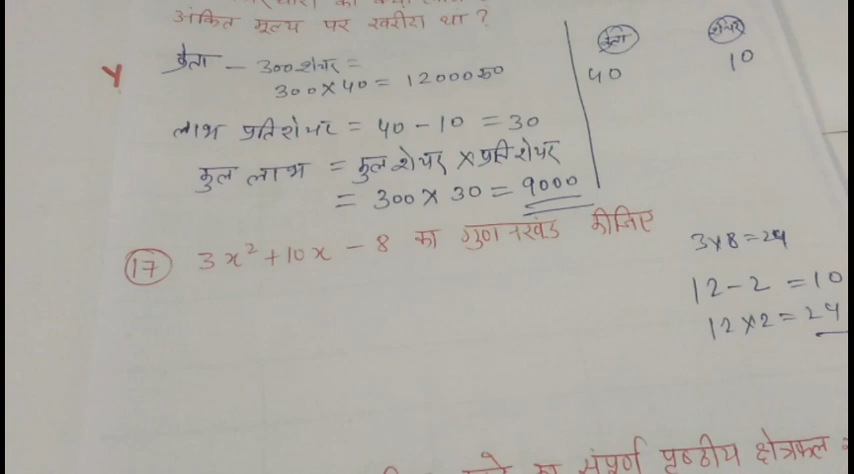 अंकित मूल्य पर खरीदा था ?
क्रेता - 300 शेयर =
300 × 40 = 12000
लाभ प्रति शेयर = 40 - 10 = 30
कुल लाभ = कुल शेयर × प्रति शेयर
= 300 × 30 = 9000
शेयर
40
10
17 3x² + 10x - 8 का गुणनखंड कीजिए
3×8=24
12-2 = 10
12×2=24
संपूर्ण पृष्ठीय क्षेत्रफल